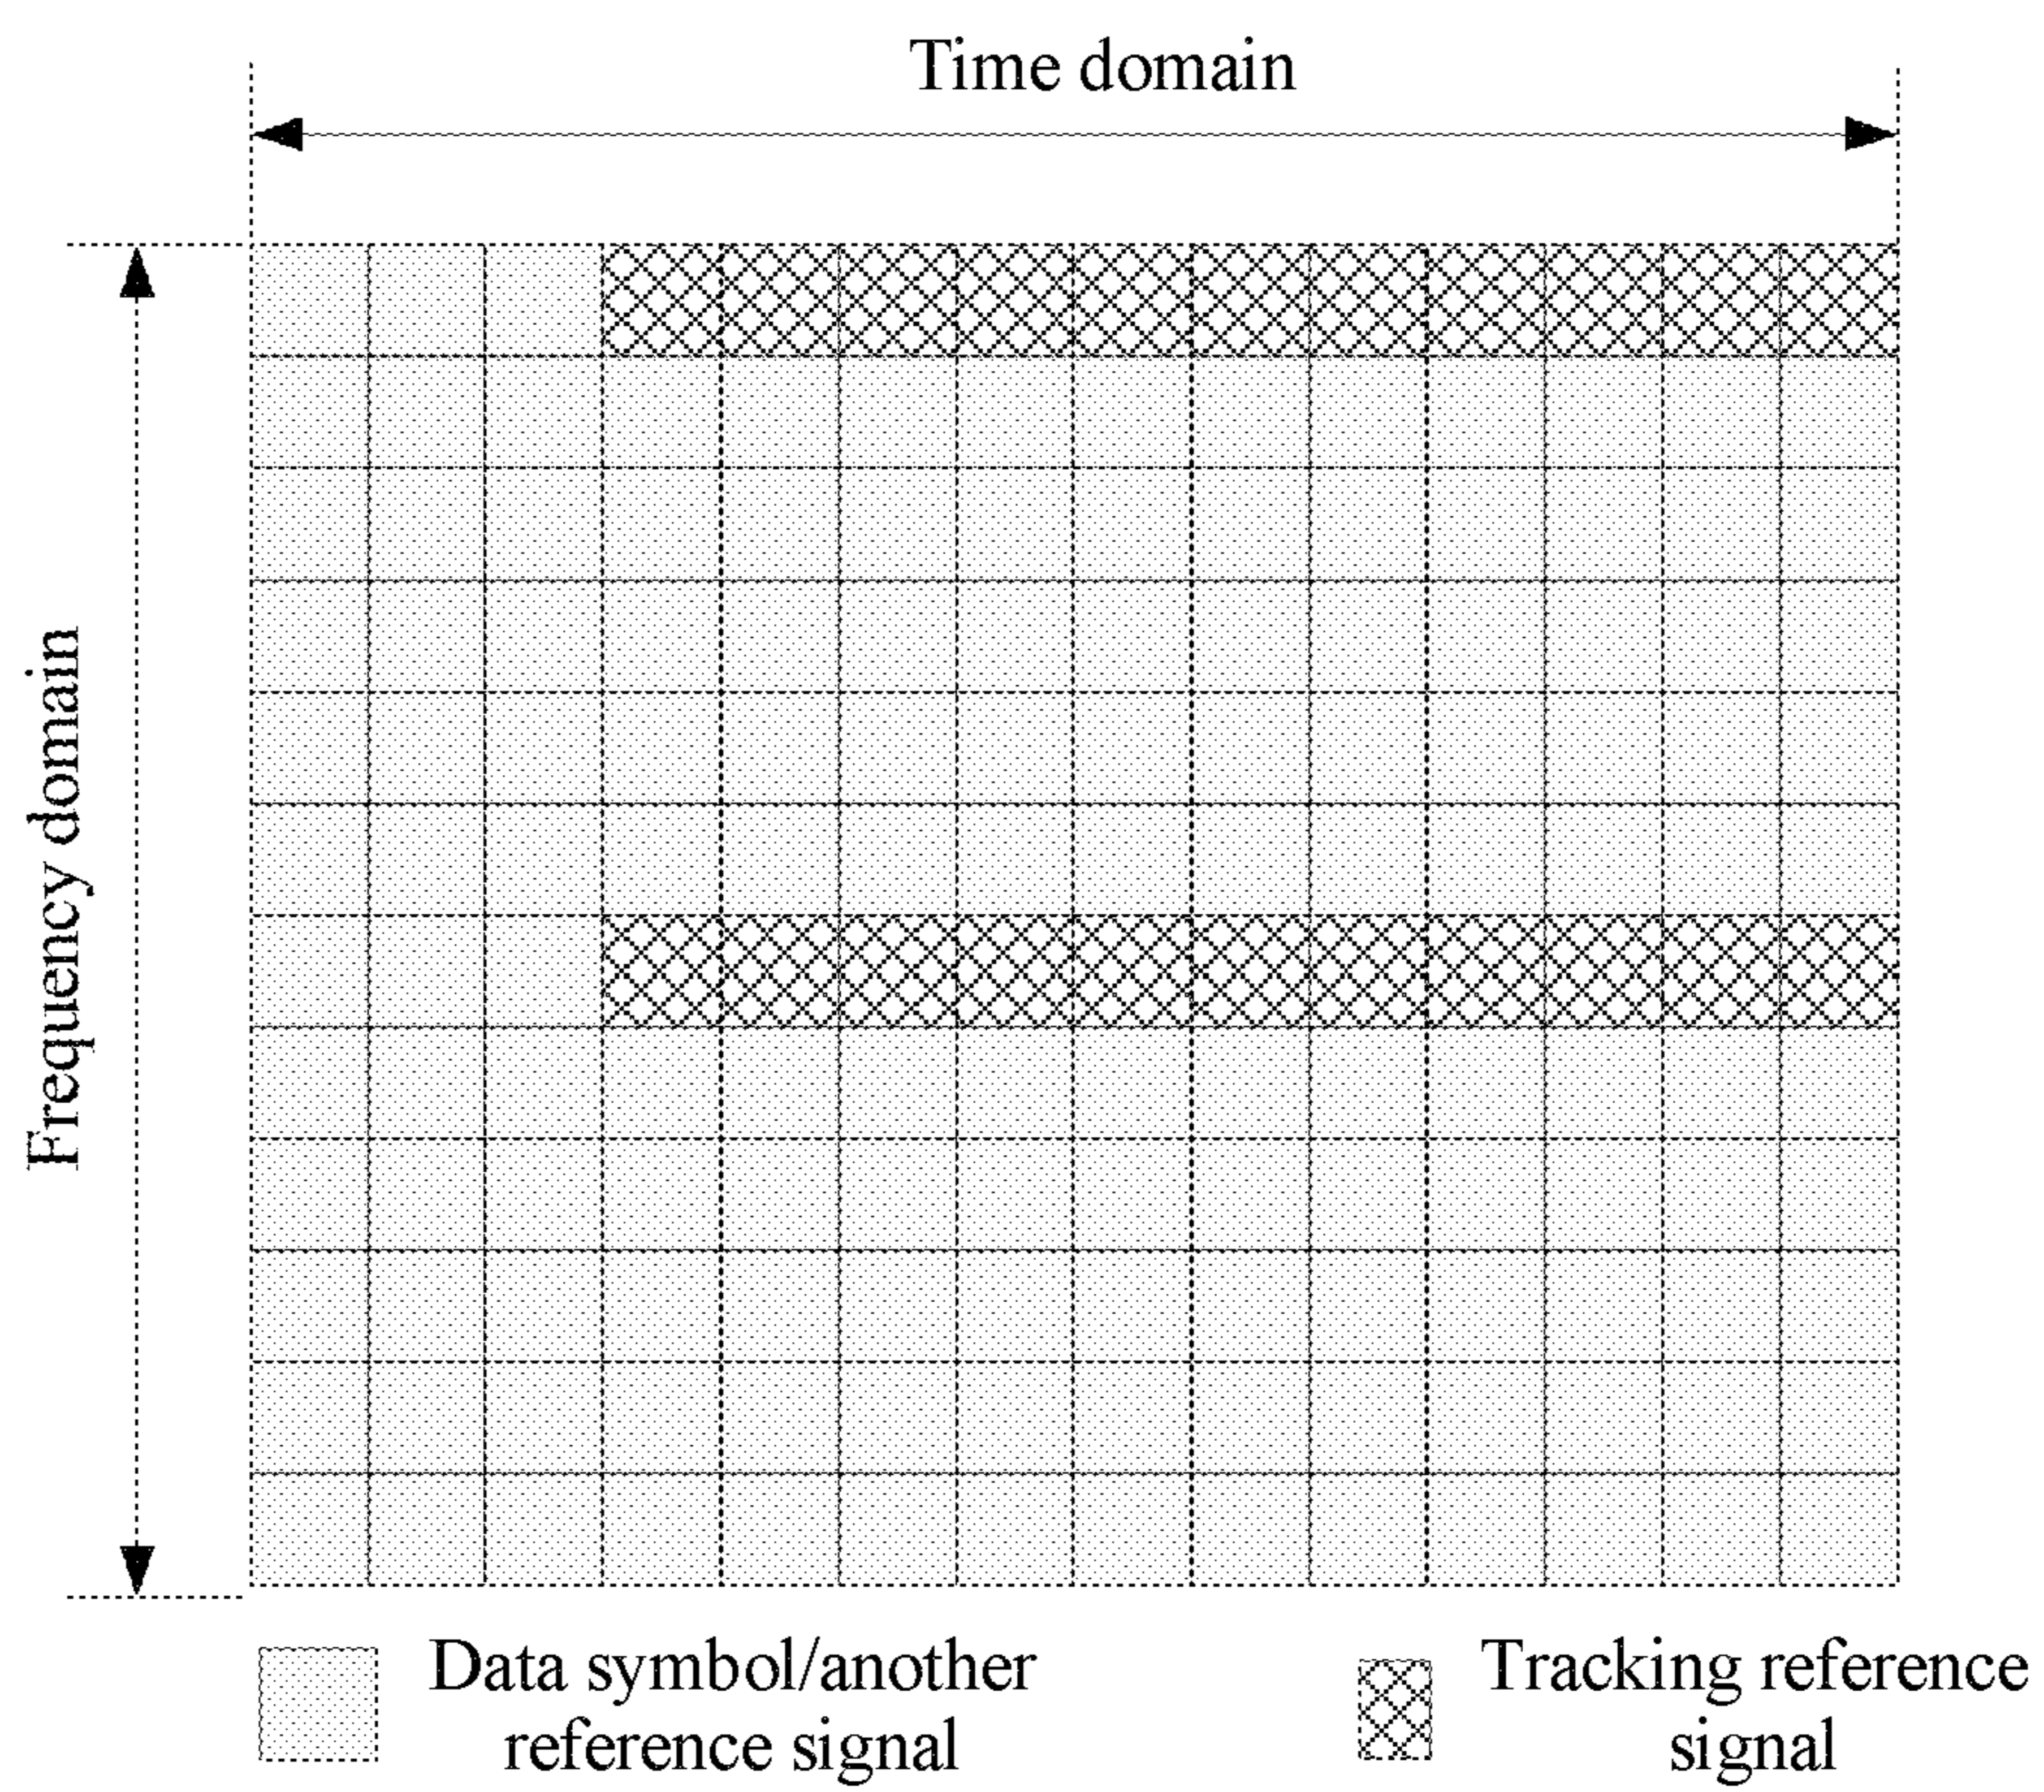 Time domain
Frequency domain
Data symbol/another
reference signal
Tracking reference
signal